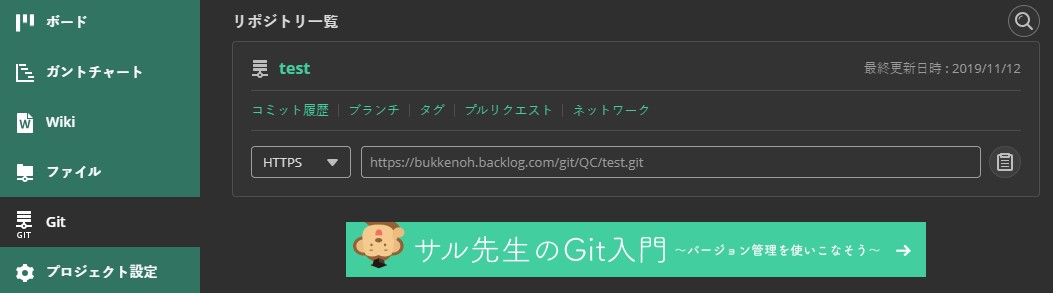 ボード
ガントチャート
Wiki
ファイル
GIT
Git
プロジェクト設定
リポジトリ一覧
test
最終更新日時 : 2019/11/12
コミット履歴 | ブランチ | タグ | プルリクエスト | ネットワーク
HTTPS
https://bukkenoh.backlog.com/git/QC/test.git
サル先生のGit入門 〜バージョン管理を使いこなそう〜 →